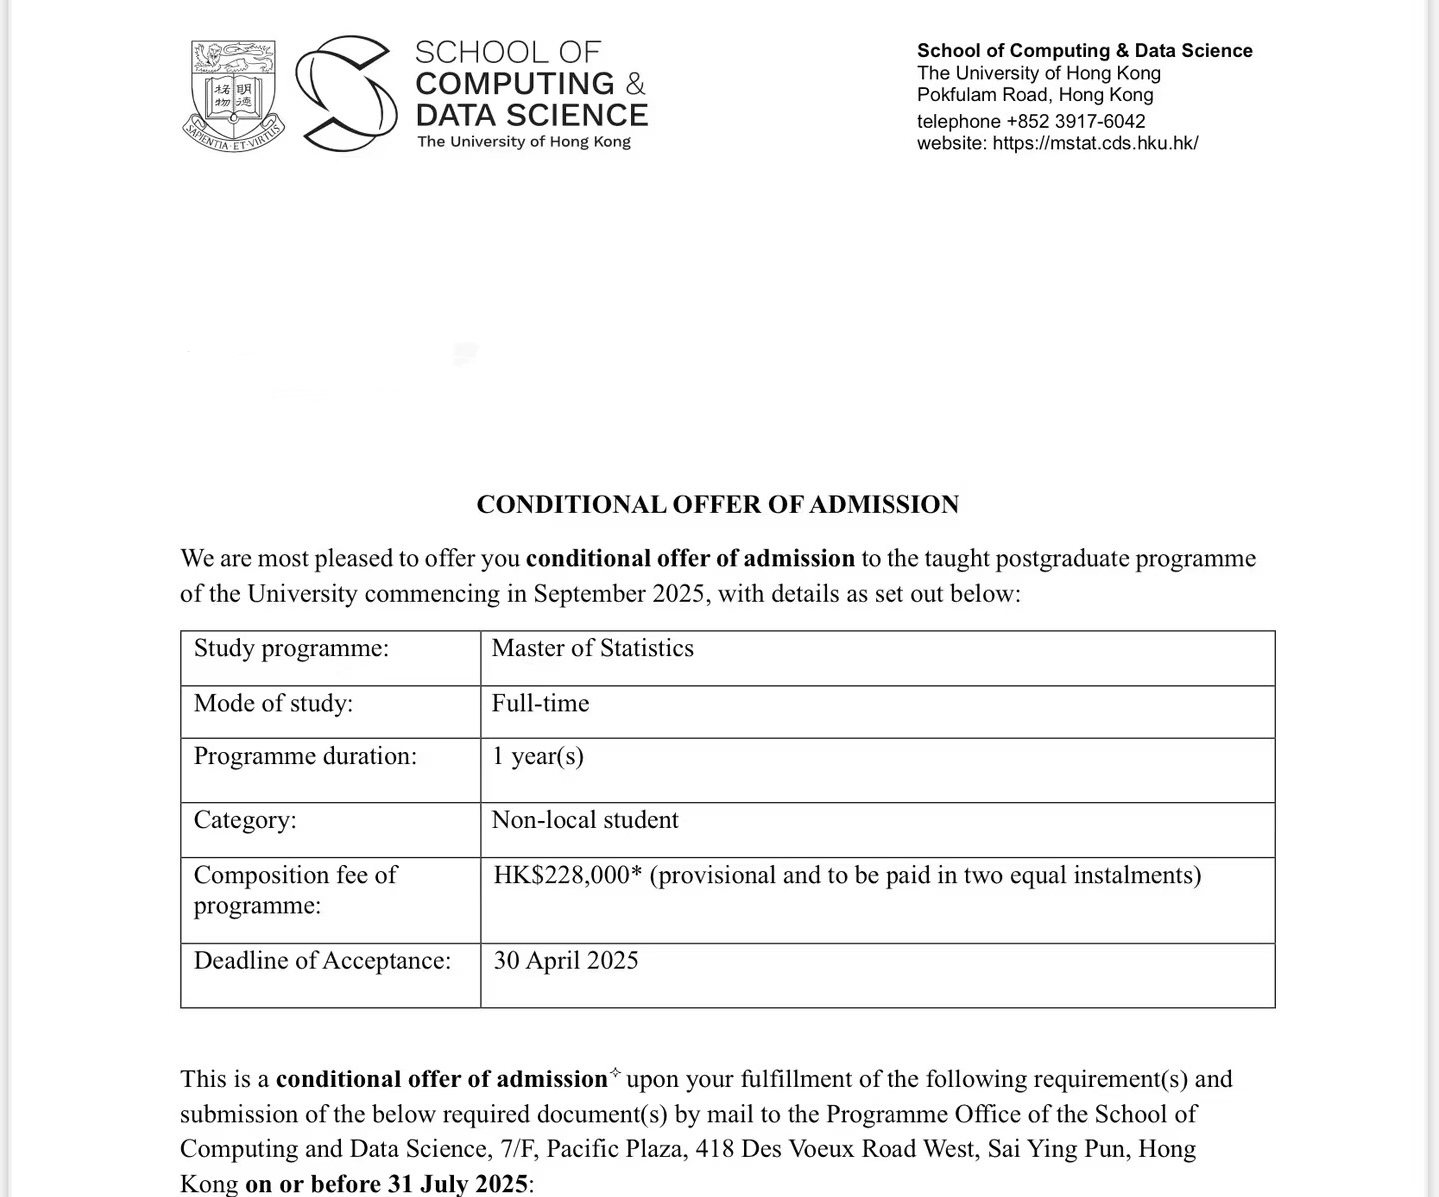 明德
格物
SAPIENTIA·ET·VIRTUS
SCHOOL OF
COMPUTING &
DATA SCIENCE
The University of Hong Kong
School of Computing & Data Science
The University of Hong Kong
Pokfulam Road, Hong Kong
telephone +852 3917-6042
website: https://mstat.cds.hku.hk/
CONDITIONAL OFFER OF ADMISSION
We are most pleased to offer you conditional offer of admission to the taught postgraduate programme
of the University commencing in September 2025, with details as set out below:
Study programme: Master of Statistics
Mode of study: Full-time
Programme duration: 1 year(s)
Category: Non-local student
Composition fee of
programme:
HK$228,000* (provisional and to be paid in two equal instalments)
Deadline of Acceptance: 30 April 2025
This is a conditional offer of admission✧ upon your fulfillment of the following requirement(s) and
submission of the below required document(s) by mail to the Programme Office of the School of
Computing and Data Science, 7/F, Pacific Plaza, 418 Des Voeux Road West, Sai Ying Pun, Hong
Kong on or before 31 July 2025: